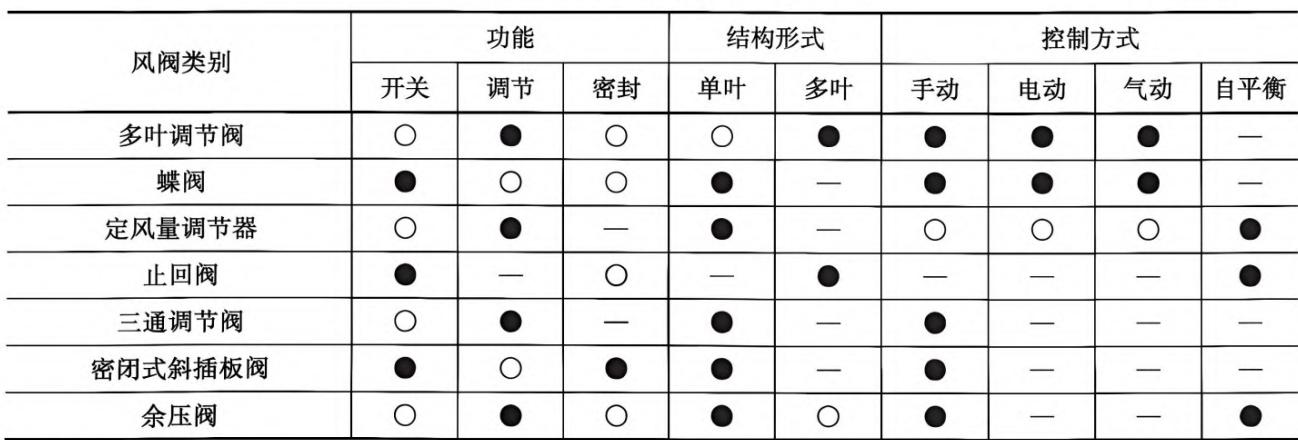 风阀类别 功能 结构形式 控制方式
开关 调节 密封 单叶 多叶 手动 电动 气动 自平衡
多叶调节阀 ○ ● ○ ○ ● ● ● ● —
蝶阀 ● ○ ○ ● — ● ● ● —
定风量调节器 ○ ● — ● — ○ ○ ○ ●
止回阀 ● — ○ — ● — — — ●
三通调节阀 ○ ● — ● — ● — — —
密闭式斜插板阀 ● ○ ● ● — ● — — —
余压阀 ○ ● ○ ● ○ ● — — ●